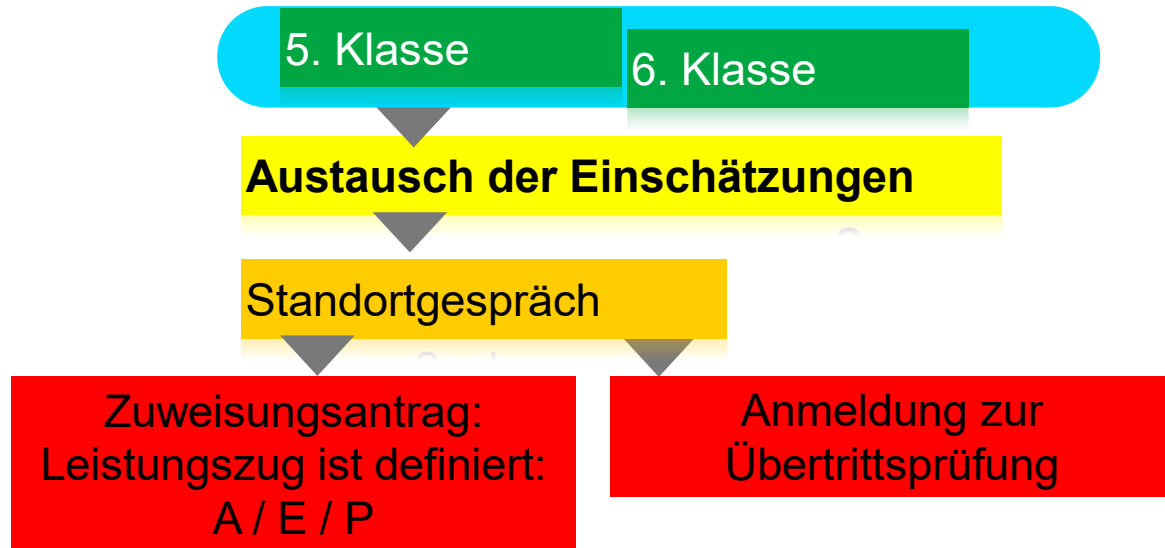 5. Klasse
6. Klasse
Austausch der Einschätzungen
Standortgespräch
Zuweisungsantrag:
Leistungszug ist definiert:
A / E / P
Anmeldung zur
Übertrittsprüfung